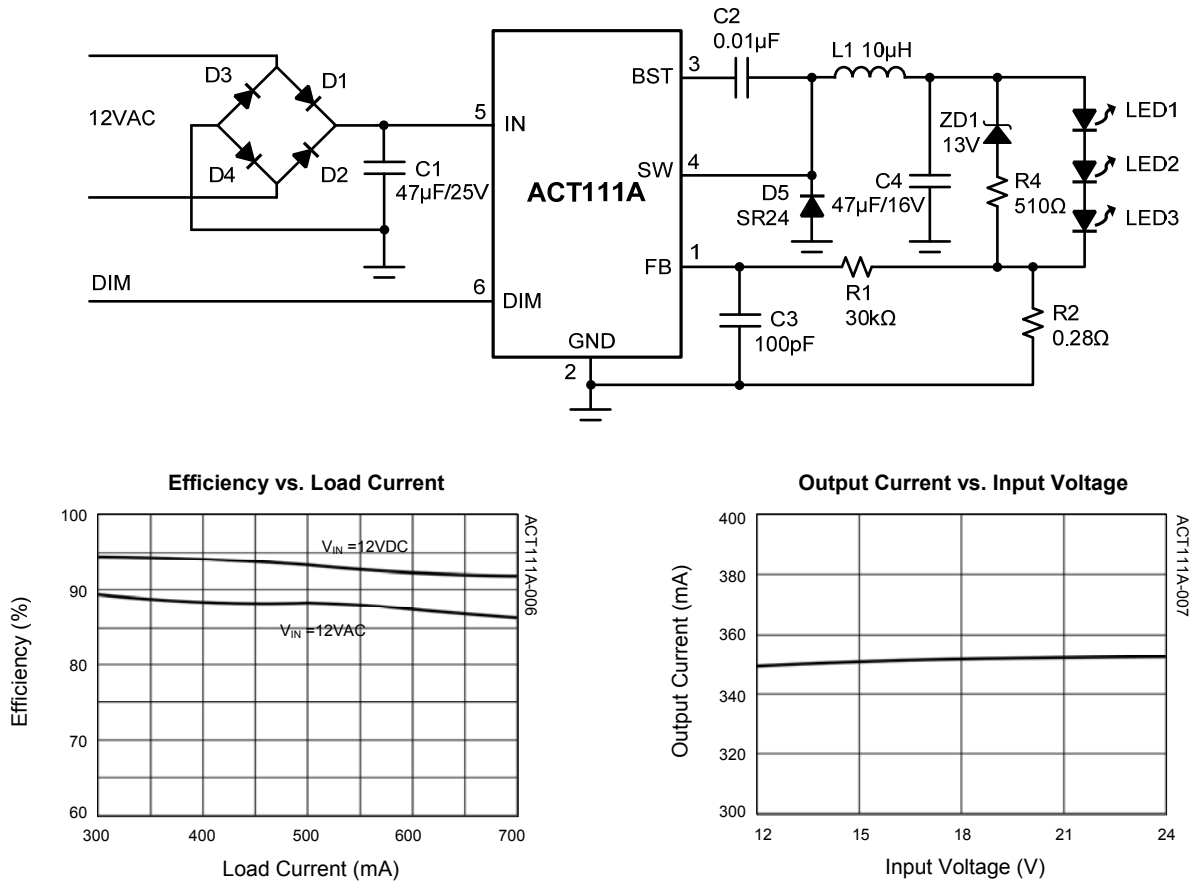 12VAC
DIM
D3
D1
D4
D2
C1
47µF/25V
5
IN
6
DIM
ACT111A
GND
2
BST
3
SW
4
FB
1
C2
0.01µF
L1 10µH
D5
SR24
C4
47µF/16V
ZD1
13V
R4
510Ω
LED1
LED2
LED3
R1
30kΩ
C3
100pF
R2
0.28Ω
Efficiency vs. Load Current
Efficiency (%)
100
90
80
70
60
VIN =12VDC
VIN =12VAC
300
400
500
600
700
Load Current (mA)
ACT111A-006
Output Current vs. Input Voltage
Output Current (mA)
400
380
360
340
320
300
12
15
18
21
24
Input Voltage (V)
ACT111A-007